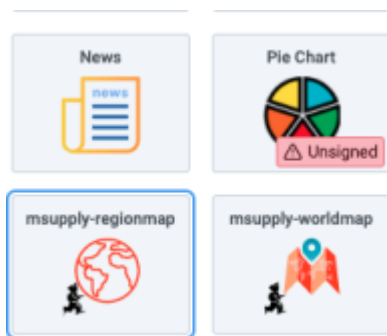 News
Pie Chart
news
Unsigned
msupply-regionmap
msupply-worldmap